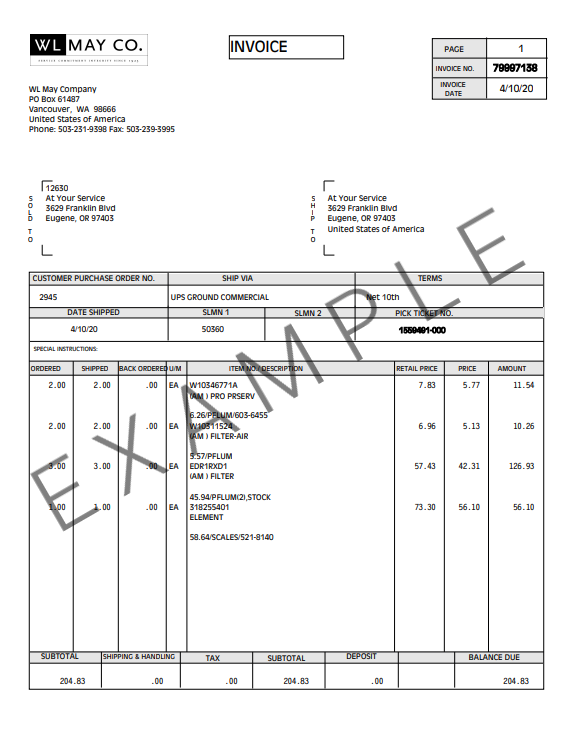 WL MAY CO.
SERVICE COMMITMENT INTEGRITY SINCE 1954
INVOICE
PAGE 1
INVOICE NO. 79997138
INVOICE DATE 4/10/20
WL May Company
PO Box 61487
Vancouver, WA 98666
United States of America
Phone: 503-231-9398 Fax: 503-239-3995
SOLD TO
12630
At Your Service
3629 Franklin Blvd
Eugene, OR 97403
SHIP TO
At Your Service
3629 Franklin Blvd
Eugene, OR 97403
United States of America
CUSTOMER PURCHASE ORDER NO. SHIP VIA TERMS
2945 UPS GROUND COMMERCIAL Net 10th
DATE SHIPPED SLMN 1 SLMN 2 PICK TICKET NO.
4/10/20 50360 1559491-000
SPECIAL INSTRUCTIONS:
ORDERED SHIPPED BACK ORDERED U/M ITEM NO./ DESCRIPTION RETAIL PRICE PRICE AMOUNT
2.00 2.00 .00 EA W10346771A 7.83 5.77 11.54
(AM ) PRO PRSERV
6.26/PFLUM/603-6455
2.00 2.00 .00 EA W10311524 6.96 5.13 10.26
(AM ) FILTER-AIR
5.57/PFLUM
3.00 3.00 .00 EA EDR1RXD1 57.43 42.31 126.93
(AM ) FILTER
45.94/PFLUM(2),STOCK
1.00 1.00 .00 EA 318255401 73.30 56.10 56.10
ELEMENT
58.64/SCALES/521-8140
SUBTOTAL SHIPPING & HANDLING TAX SUBTOTAL DEPOSIT BALANCE DUE
204.83 .00 .00 204.83 .00 204.83
EXAMPLE